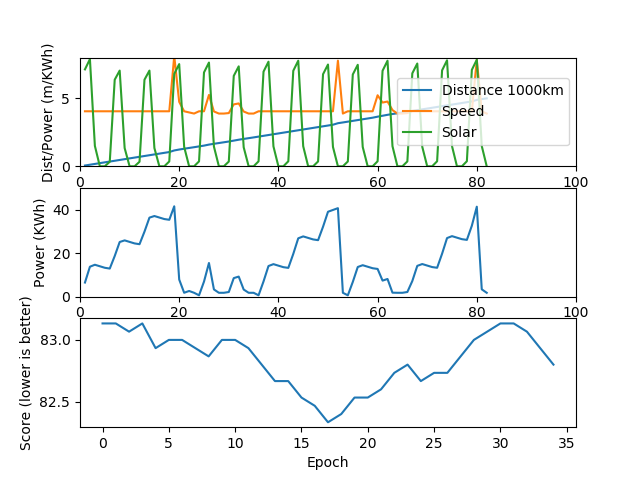 Dist/Power (m/KWh)
5
0
Distance 1000km
Speed
Solar
0 20 40 60 80 100
Power (KWh)
40
20
0
0 20 40 60 80 100
Score (lower is better)
83.0
82.5
0 5 10 15 20 25 30 35
Epoch